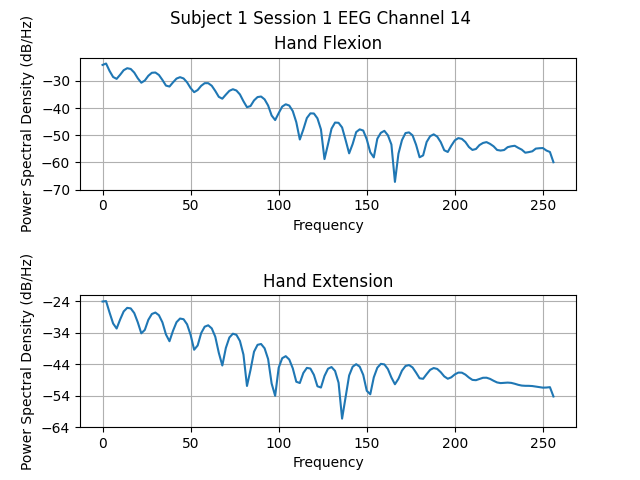 Subject 1 Session 1 EEG Channel 14
Hand Flexion
Power Spectral Density (dB/Hz)
−30
−40
−50
−60
−70
0 50 100 150 200 250
Frequency
Hand Extension
Power Spectral Density (dB/Hz)
−24
−34
−44
−54
−64
0 50 100 150 200 250
Frequency